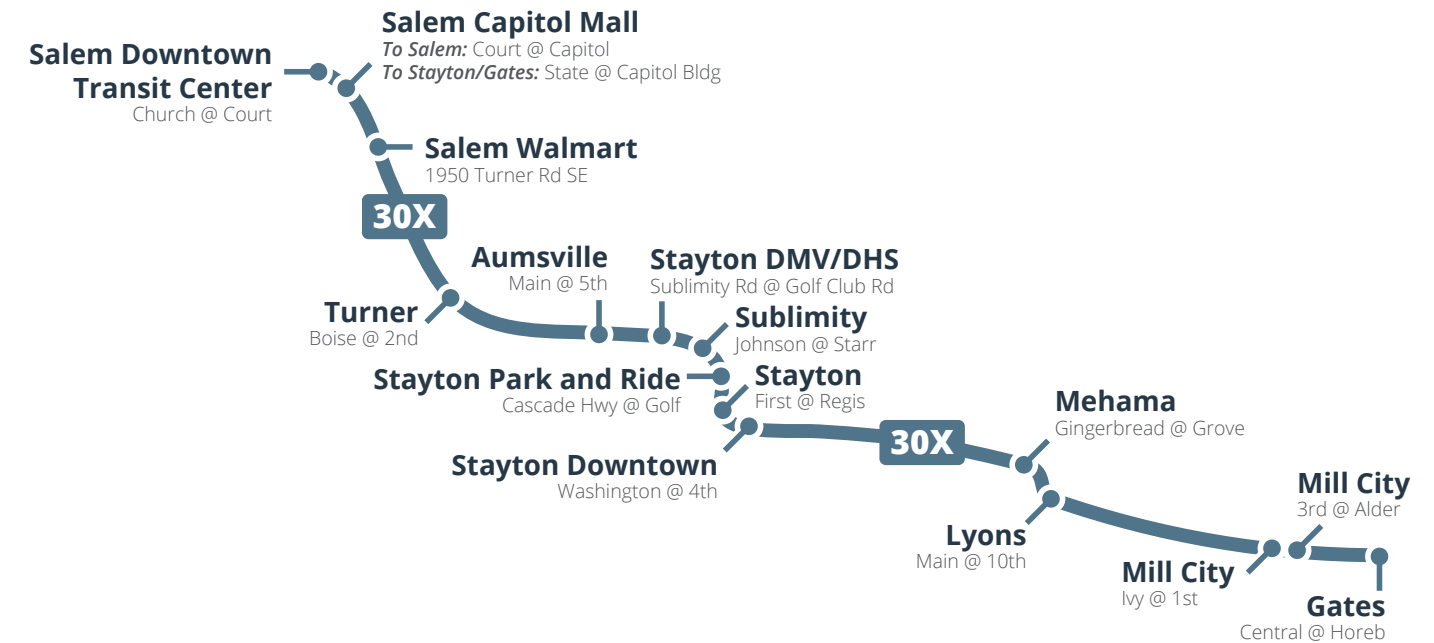 Salem Downtown
Transit Center
Church @ Court
Salem Capitol Mall
To Salem: Court @ Capitol
To Stayton/Gates: State @ Capitol Bldg
Salem Walmart
1950 Turner Rd SE
30X
Turner
Boise @ 2nd
Aumsville
Main @ 5th
Stayton DMV/DHS
Sublimity Rd @ Golf Club Rd
Sublimity
Johnson @ Starr
Stayton Park and Ride
Cascade Hwy @ Golf
Stayton
First @ Regis
Stayton Downtown
Washington @ 4th
30X
Mehama
Gingerbread @ Grove
Lyons
Main @ 10th
Mill City
Ivy @ 1st
Mill City
3rd @ Alder
Gates
Central @ Horeb